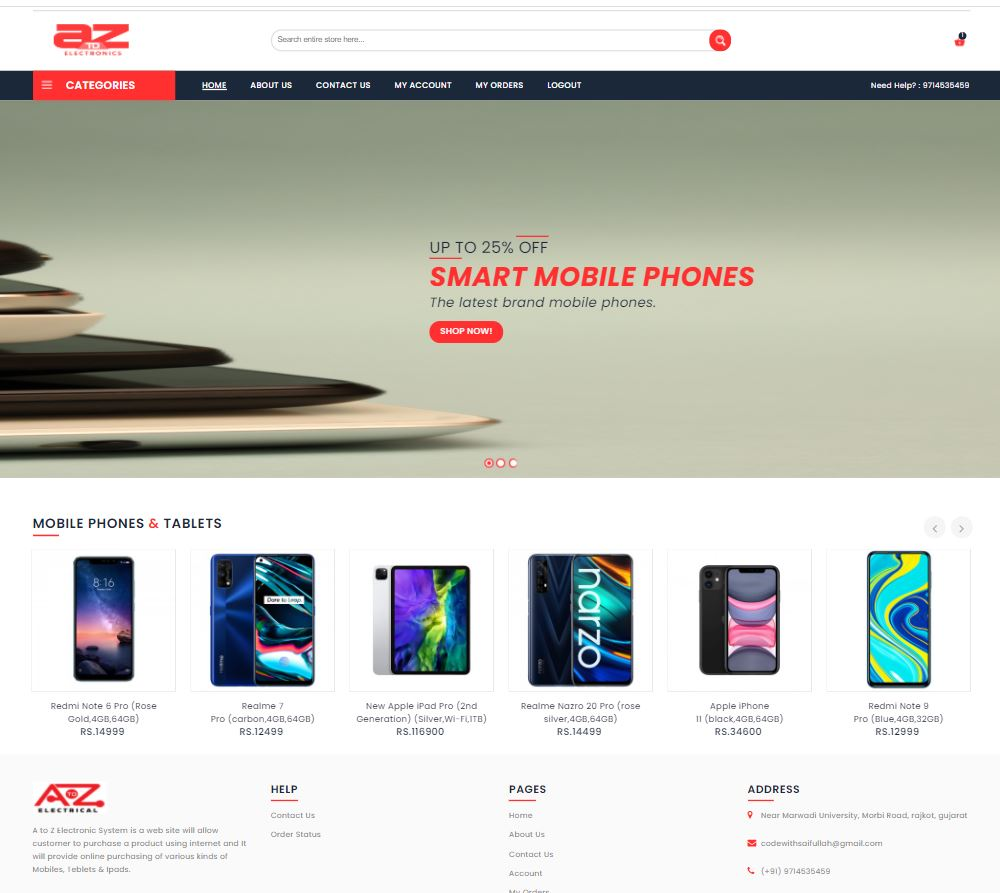 aZ
TO
ELECTRONICS
Search entire store here...
1
CATEGORIES
HOME ABOUT US CONTACT US MY ACCOUNT MY ORDERS LOGOUT
Need Help? : 9714535459
UP TO 25% OFF
SMART MOBILE PHONES
The latest brand mobile phones.
SHOP NOW!
MOBILE PHONES & TABLETS
8:16
Dare to Leap.
realme
narzo
Redmi Note 6 Pro (Rose
Gold,4GB,64GB)
RS.14999
Realme 7
Pro (carbon,4GB,64GB)
RS.12499
New Apple iPad Pro (2nd
Generation) (Silver,Wi-Fi,1TB)
RS.116900
Realme Nazro 20 Pro (rose
silver,4GB,64GB)
RS.14499
Apple iPhone
11 (black,4GB,64GB)
RS.34600
Redmi Note 9
Pro (Blue,4GB,32GB)
RS.12999
A TO Z
ELECTRICAL
A to Z Electronic System is a web site will allow
customer to purchase a product using internet and It
will provide online purchasing of various kinds of
Mobiles, Teblets & Ipads.
HELP
Contact Us
Order Status
PAGES
Home
About Us
Contact Us
Account
My Orders
ADDRESS
Near Marwadi University, Morbi Road, rajkot, gujarat
codewithsaifullah@gmail.com
(+91) 9714535459